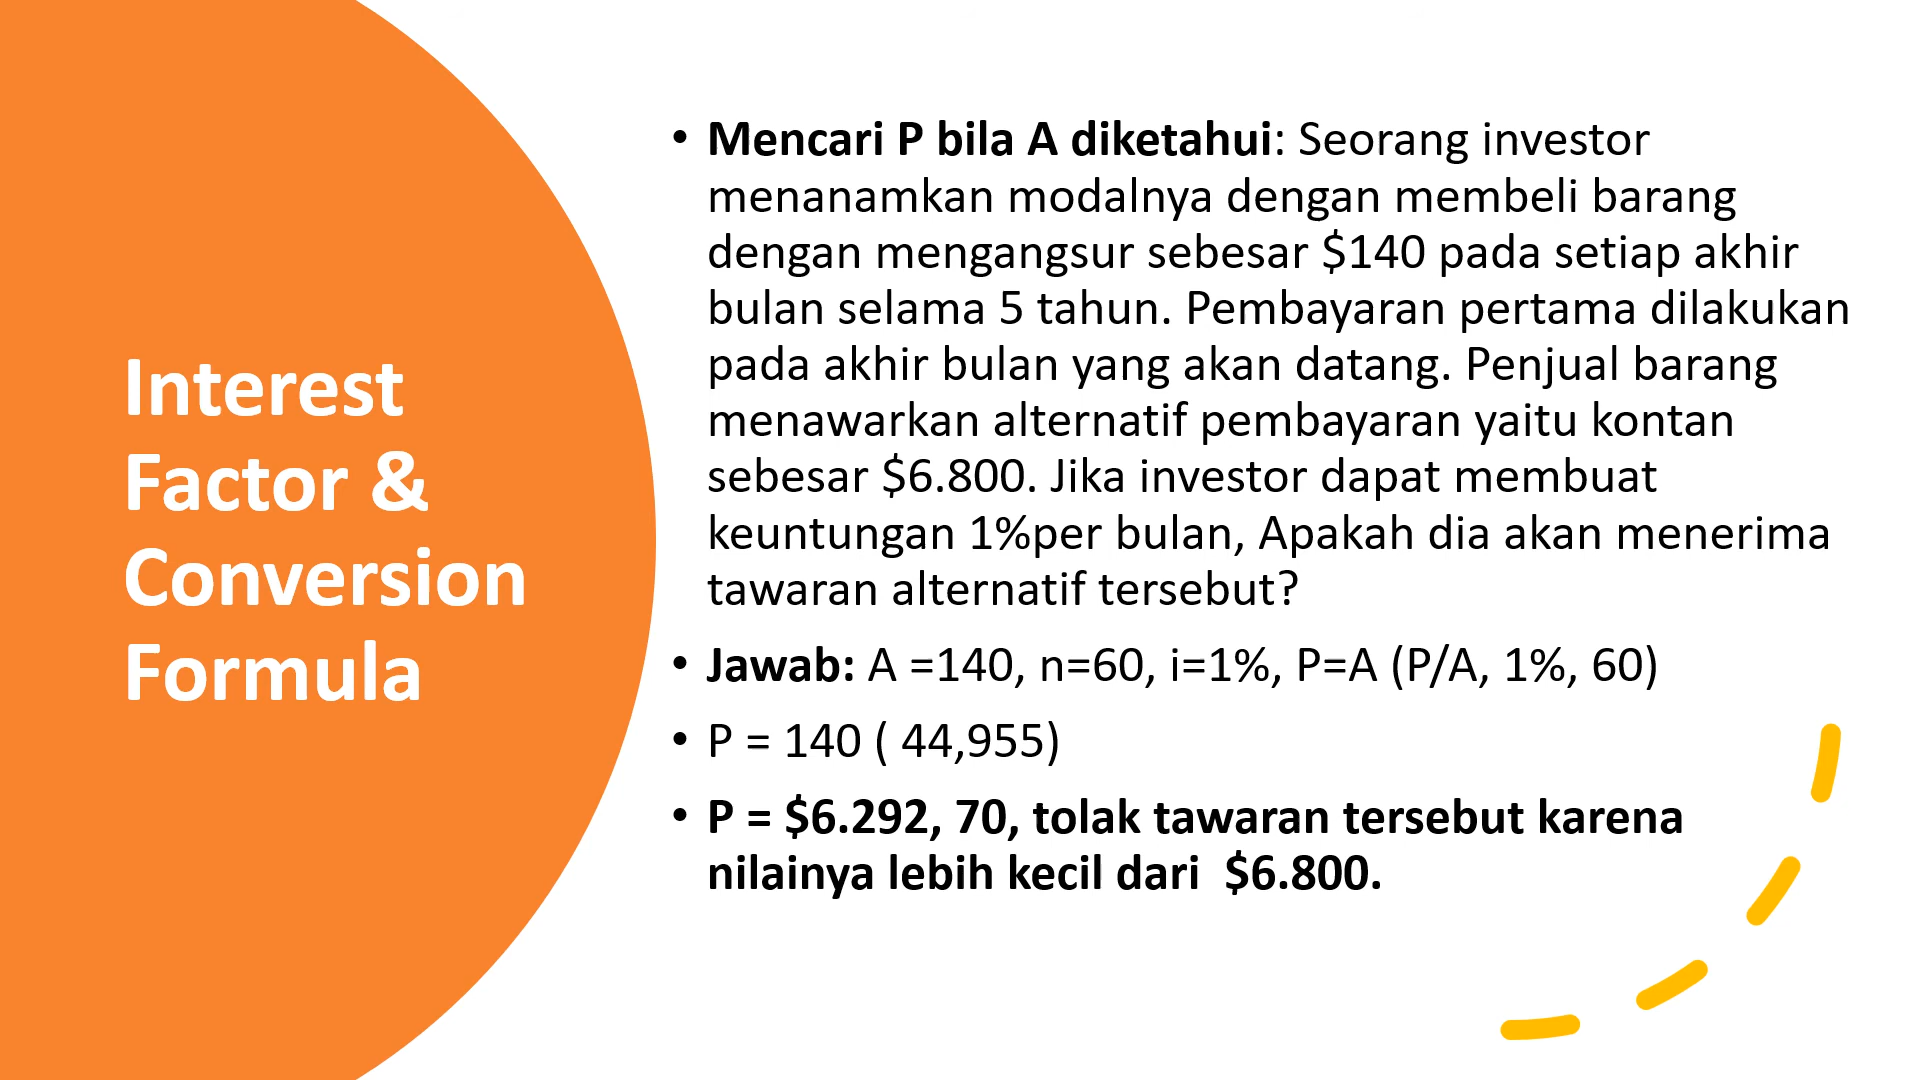 Interest
Factor &
Conversion
Formula
• Mencari P bila A diketahui: Seorang investor
menanamkan modalnya dengan membeli barang
dengan mengangsur sebesar $140 pada setiap akhir
bulan selama 5 tahun. Pembayaran pertama dilakukan
pada akhir bulan yang akan datang. Penjual barang
menawarkan alternatif pembayaran yaitu kontan
sebesar $6.800. Jika investor dapat membuat
keuntungan 1%per bulan, Apakah dia akan menerima
tawaran alternatif tersebut?
• Jawab: A =140, n=60, i=1%, P=A (P/A, 1%, 60)
• P = 140 ( 44,955)
• P = $6.292, 70, tolak tawaran tersebut karena
nilainya lebih kecil dari  $6.800.